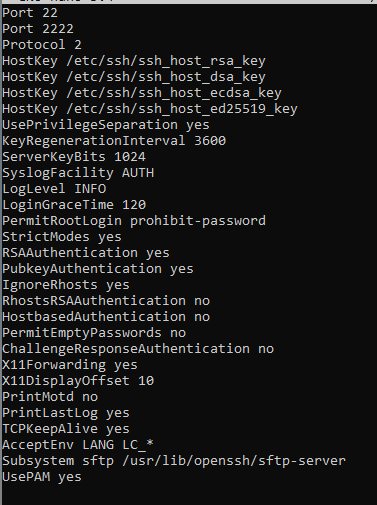 Port 22
Port 2222
Protocol 2
HostKey /etc/ssh/ssh_host_rsa_key
HostKey /etc/ssh/ssh_host_dsa_key
HostKey /etc/ssh/ssh_host_ecdsa_key
HostKey /etc/ssh/ssh_host_ed25519_key
UsePrivilegeSeparation yes
KeyRegenerationInterval 3600
ServerKeyBits 1024
SyslogFacility AUTH
LogLevel INFO
LoginGraceTime 120
PermitRootLogin prohibit-password
StrictModes yes
RSAAuthentication yes
PubkeyAuthentication yes
IgnoreRhosts yes
RhostsRSAAuthentication no
HostbasedAuthentication no
PermitEmptyPasswords no
ChallengeResponseAuthentication no
X11Forwarding yes
X11DisplayOffset 10
PrintMotd no
PrintLastLog yes
TCPKeepAlive yes
AcceptEnv LANG LC_*
Subsystem sftp /usr/lib/openssh/sftp-server
UsePAM yes